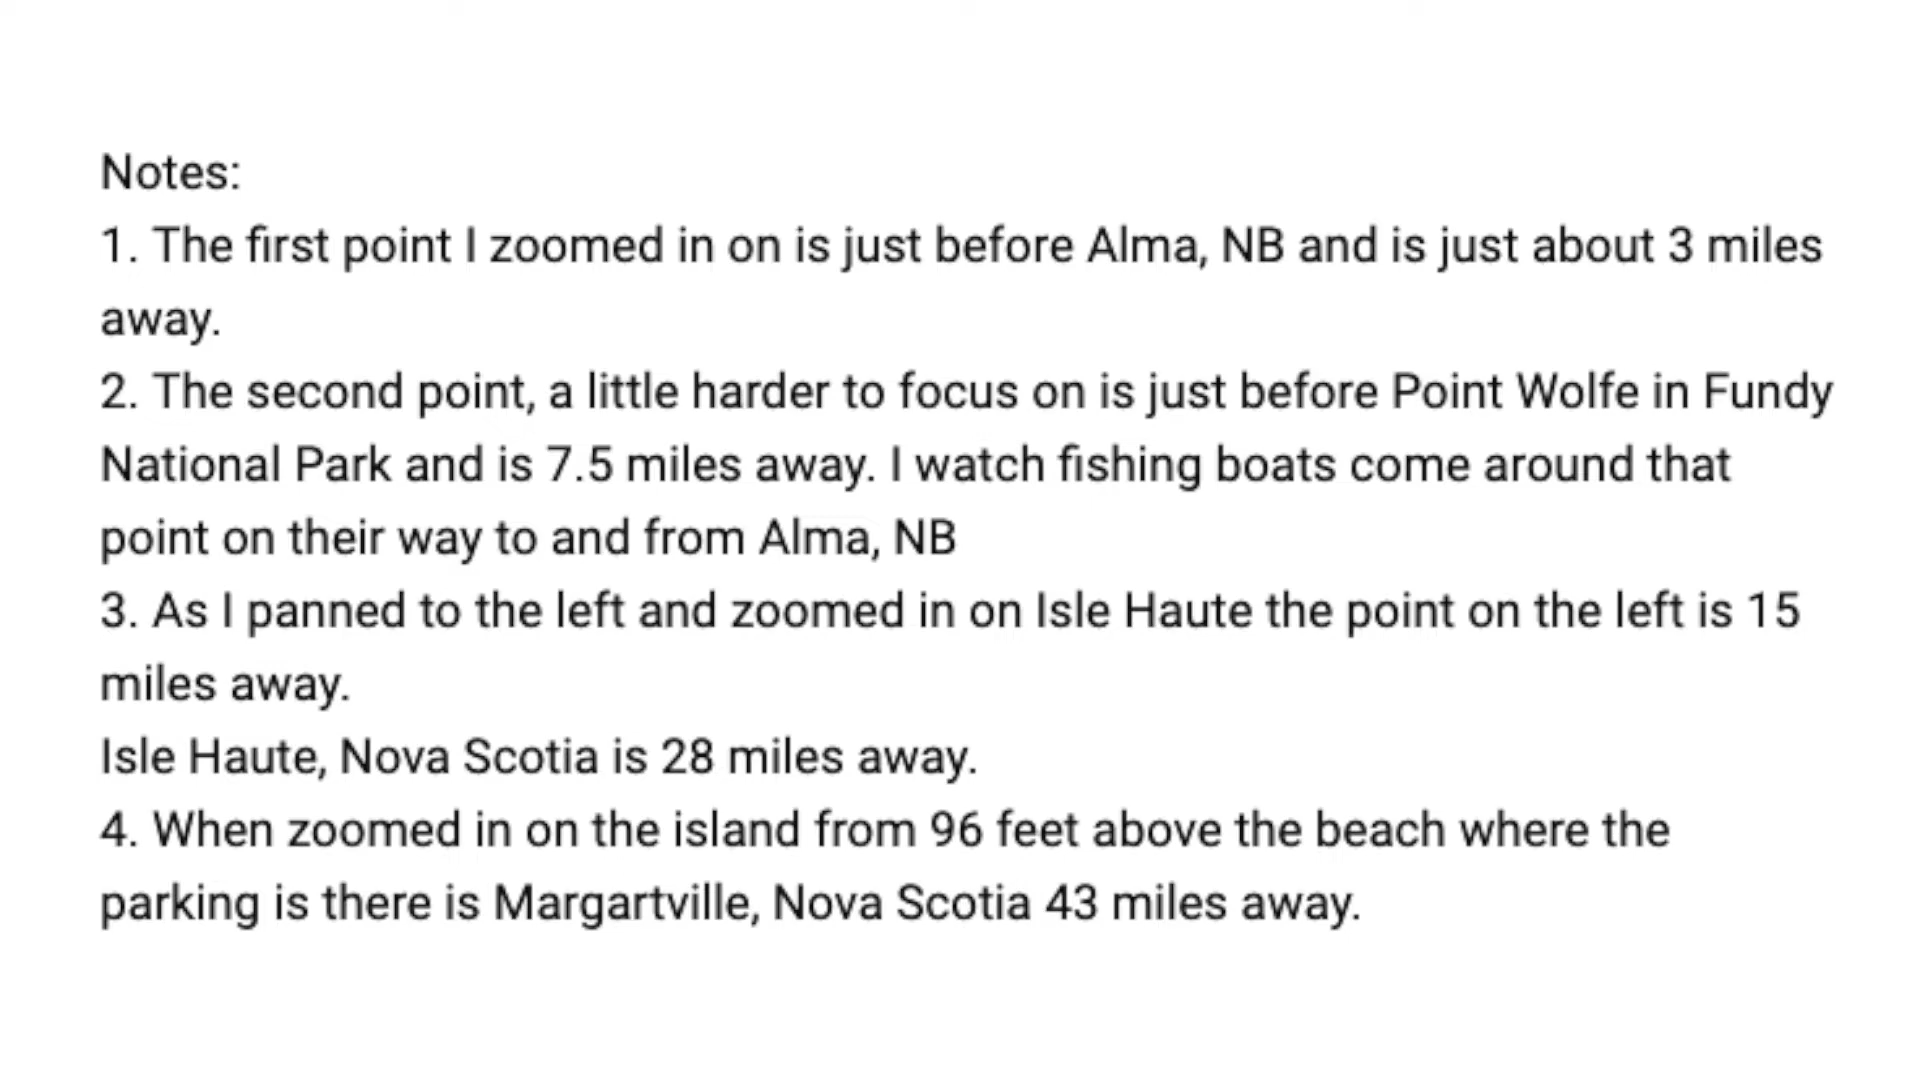 Notes:
1. The first point I zoomed in on is just before Alma, NB and is just about 3 miles
away.
2. The second point, a little harder to focus on is just before Point Wolfe in Fundy
National Park and is 7.5 miles away. I watch fishing boats come around that
point on their way to and from Alma, NB
3. As I panned to the left and zoomed in on Isle Haute the point on the left is 15
miles away.
Isle Haute, Nova Scotia is 28 miles away.
4. When zoomed in on the island from 96 feet above the beach where the
parking is there is Margartville, Nova Scotia 43 miles away.